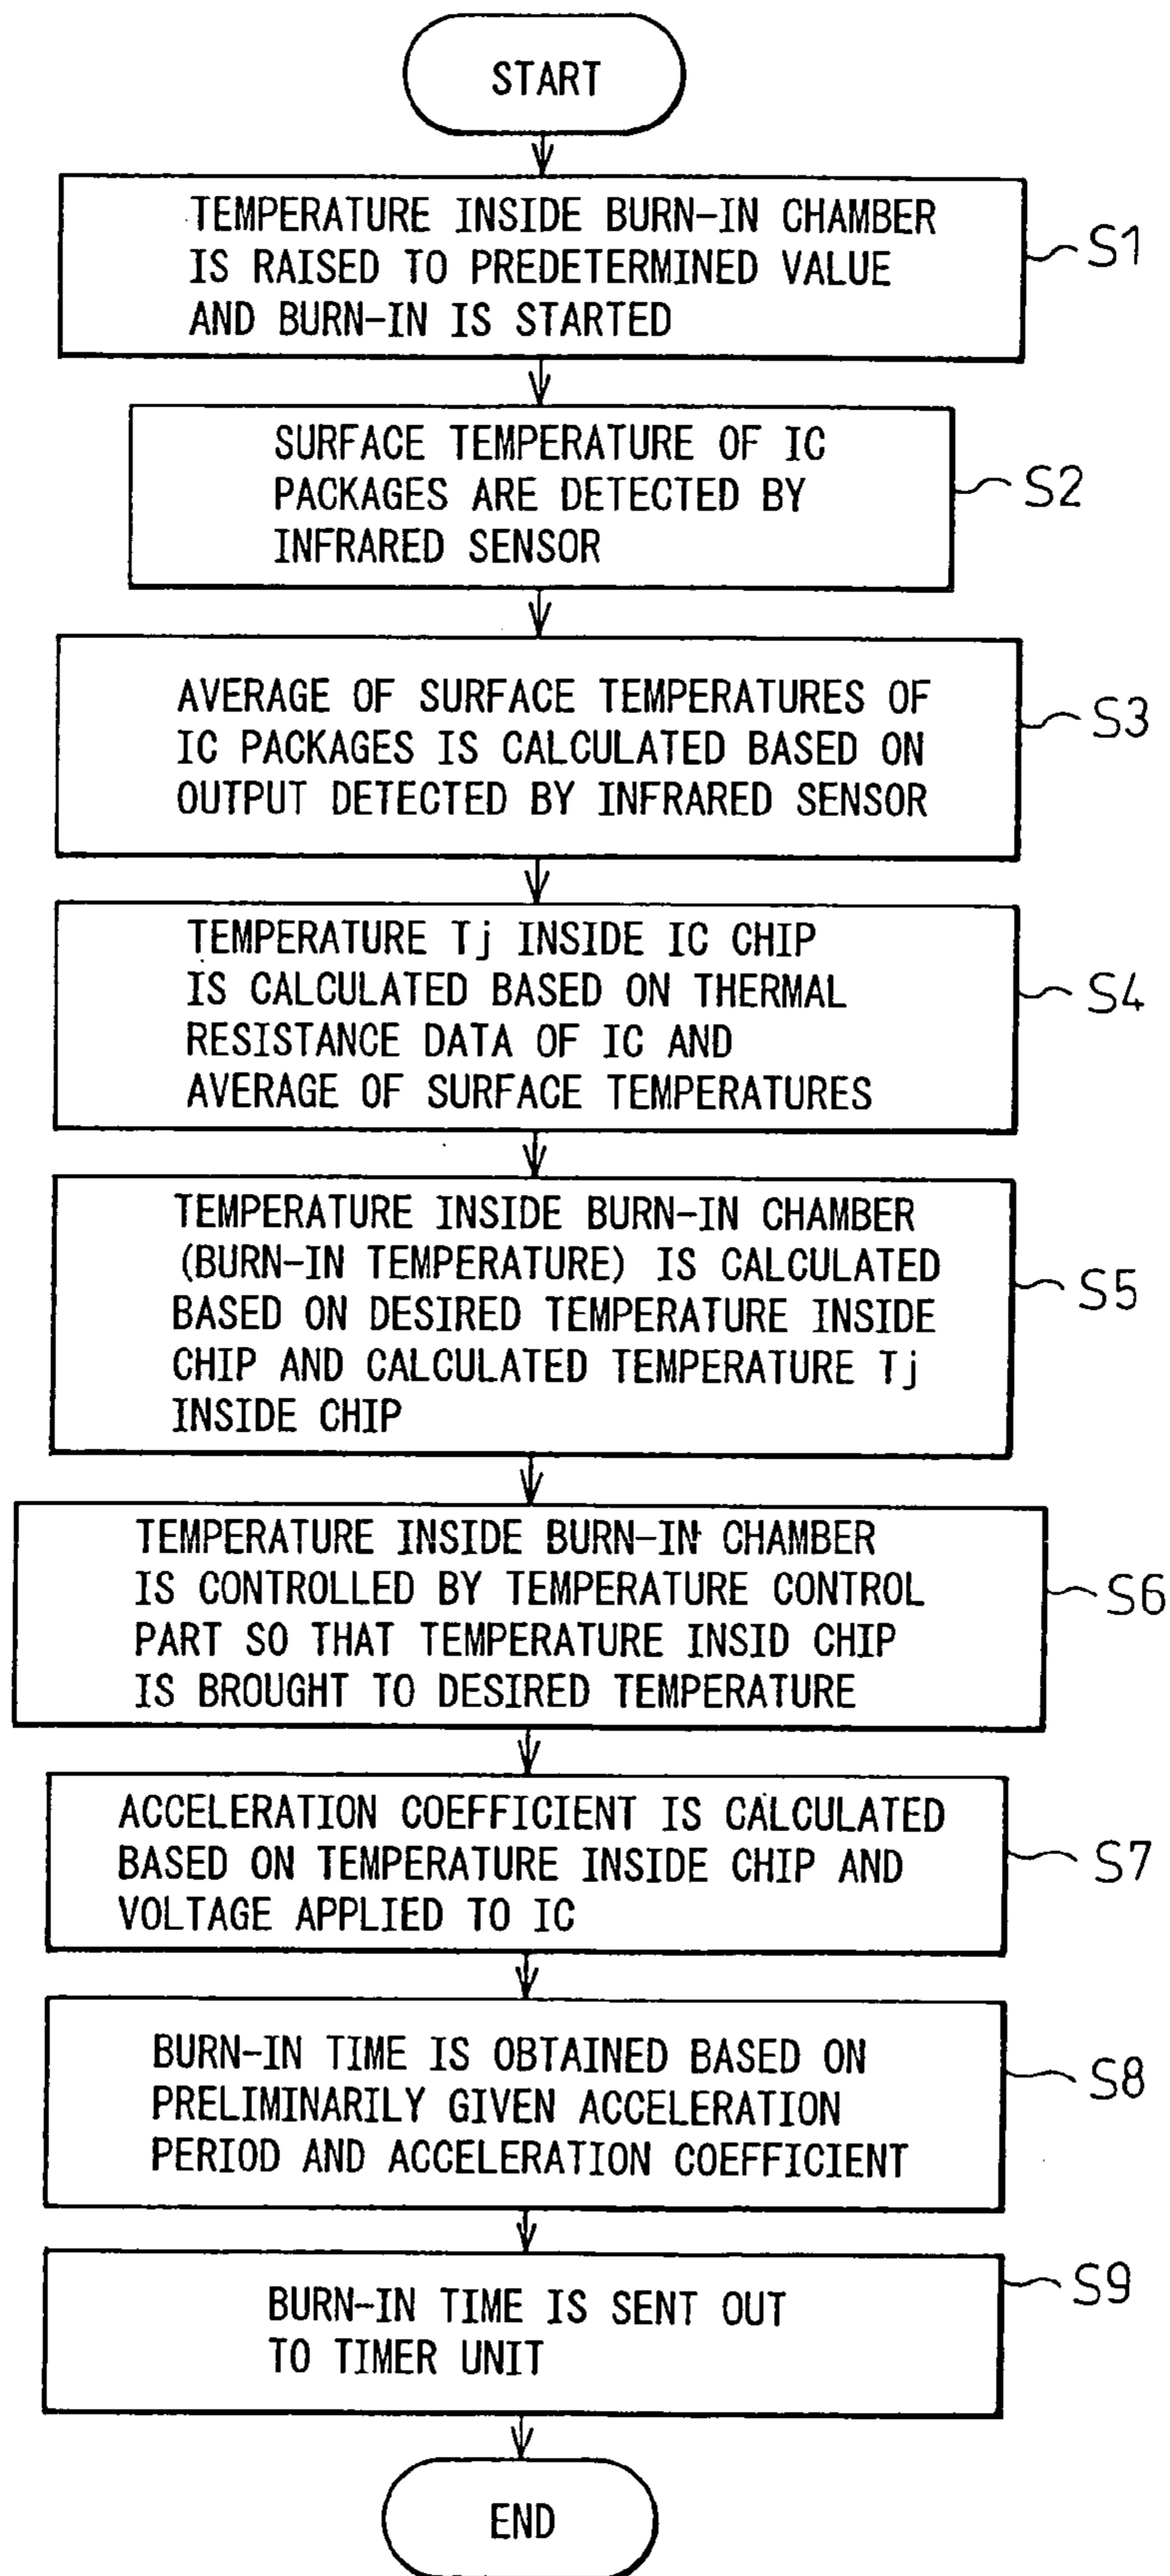 START
TEMPERATURE INSIDE BURN-IN CHAMBER
IS RAISED TO PREDETERMINED VALUE
AND BURN-IN IS STARTED
S1
SURFACE TEMPERATURE OF IC
PACKAGES ARE DETECTED BY
INFRARED SENSOR
S2
AVERAGE OF SURFACE TEMPERATURES OF
IC PACKAGES IS CALCULATED BASED ON
OUTPUT DETECTED BY INFRARED SENSOR
S3
TEMPERATURE Tj INSIDE IC CHIP
IS CALCULATED BASED ON THERMAL
RESISTANCE DATA OF IC AND
AVERAGE OF SURFACE TEMPERATURES
S4
TEMPERATURE INSIDE BURN-IN CHAMBER
(BURN-IN TEMPERATURE) IS CALCULATED
BASED ON DESIRED TEMPERATURE INSIDE
CHIP AND CALCULATED TEMPERATURE Tj
INSIDE CHIP
S5
TEMPERATURE INSIDE BURN-IN CHAMBER
IS CONTROLLED BY TEMPERATURE CONTROL
PART SO THAT TEMPERATURE INSID CHIP
IS BROUGHT TO DESIRED TEMPERATURE
S6
ACCELERATION COEFFICIENT IS CALCULATED
BASED ON TEMPERATURE INSIDE CHIP AND
VOLTAGE APPLIED TO IC
S7
BURN-IN TIME IS OBTAINED BASED ON
PRELIMINARILY GIVEN ACCELERATION
PERIOD AND ACCELERATION COEFFICIENT
S8
BURN-IN TIME IS SENT OUT
TO TIMER UNIT
S9
END